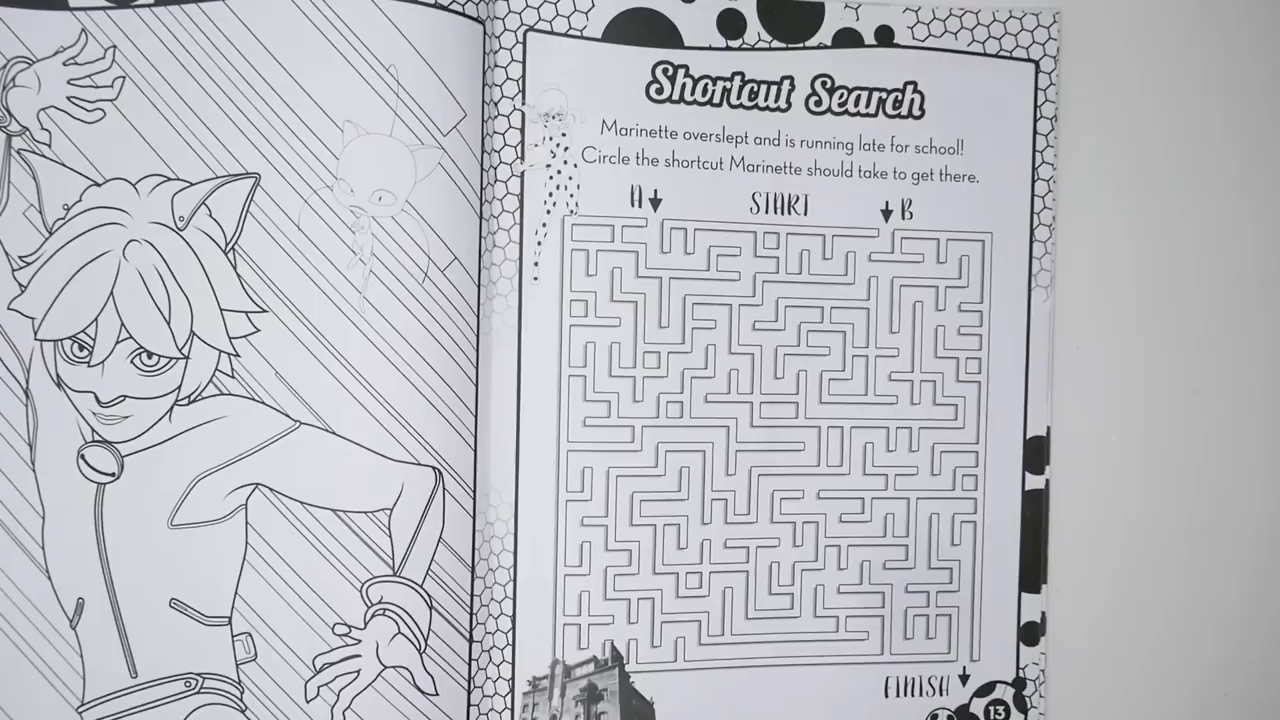 Shortcut Search
Marinette overslept and is running late for school!
Circle the shortcut Marinette should take to get there.
A START B
FINISH
13